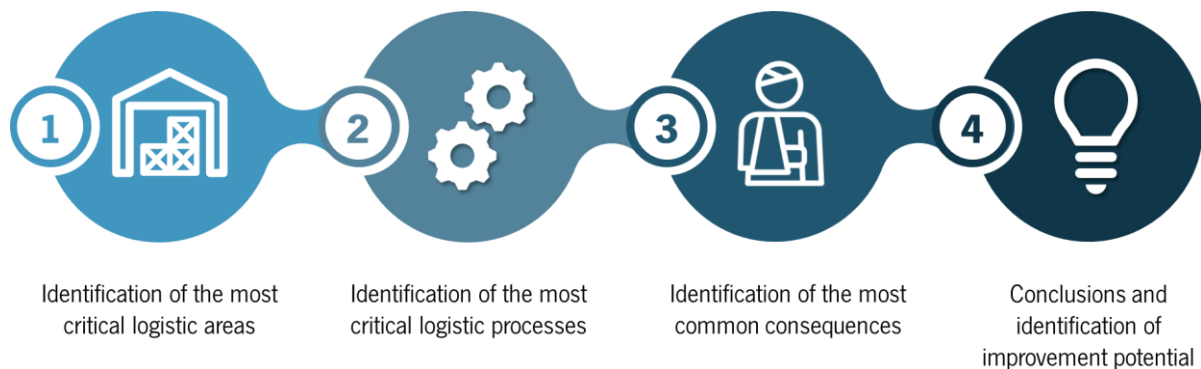 1
2
3
4
Identification of the most
critical logistic areas
Identification of the most
critical logistic processes
Identification of the most
common consequences
Conclusions and
identification of
improvement potential